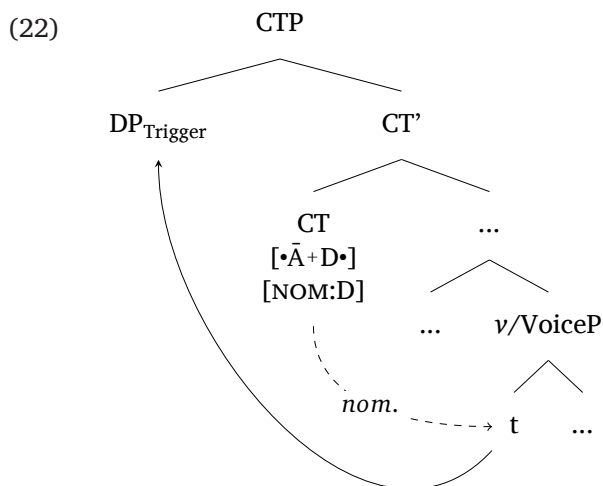 (22)
CTP
DP_Trigger CT’
CT ...
[•Ā+D•]
[NOM:D] ... v/VoiceP
nom. t ...